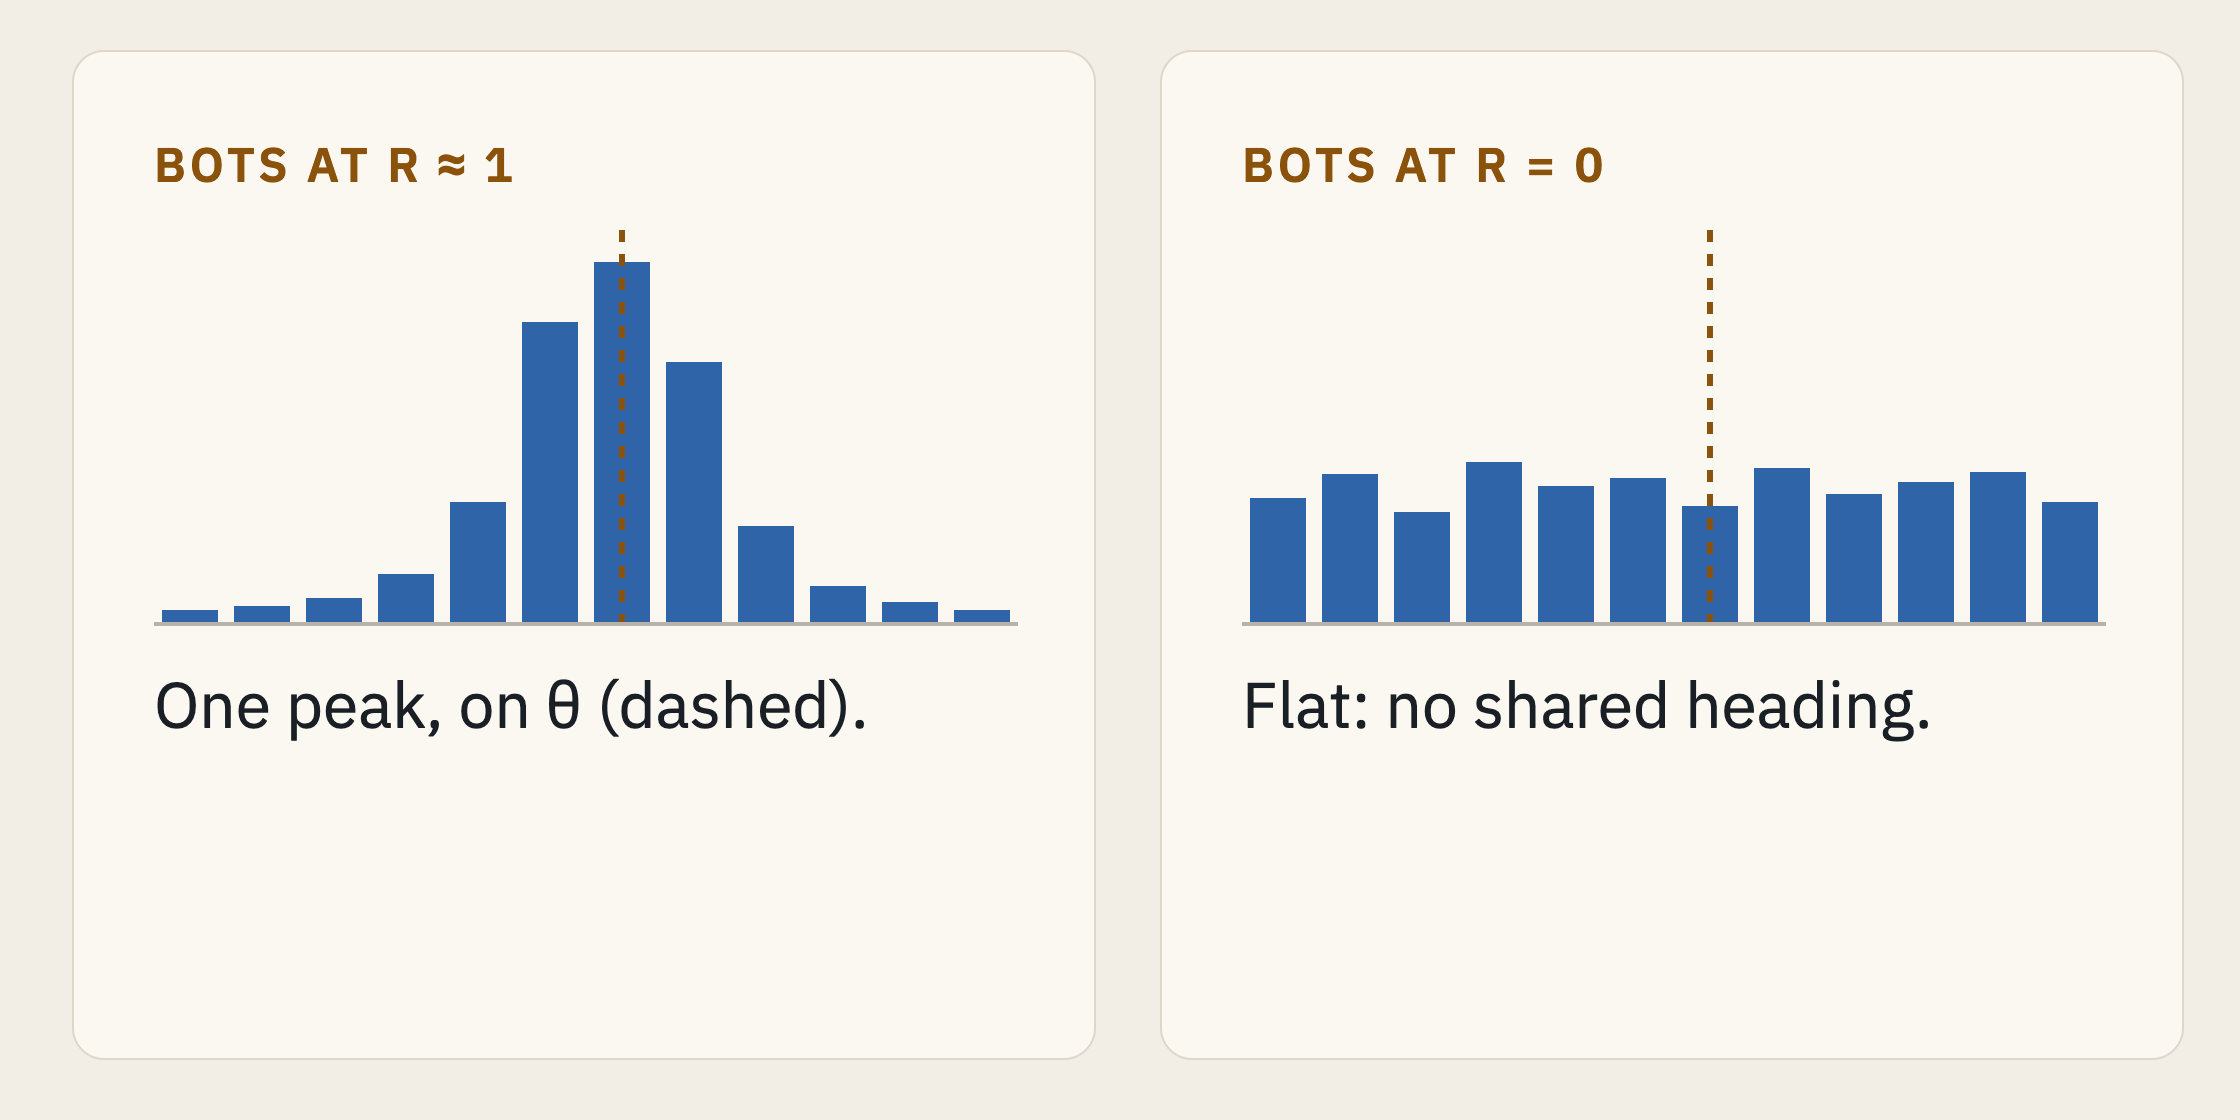 BOTS AT R ≈ 1
One peak, on θ (dashed).
BOTS AT R = 0
Flat: no shared heading.